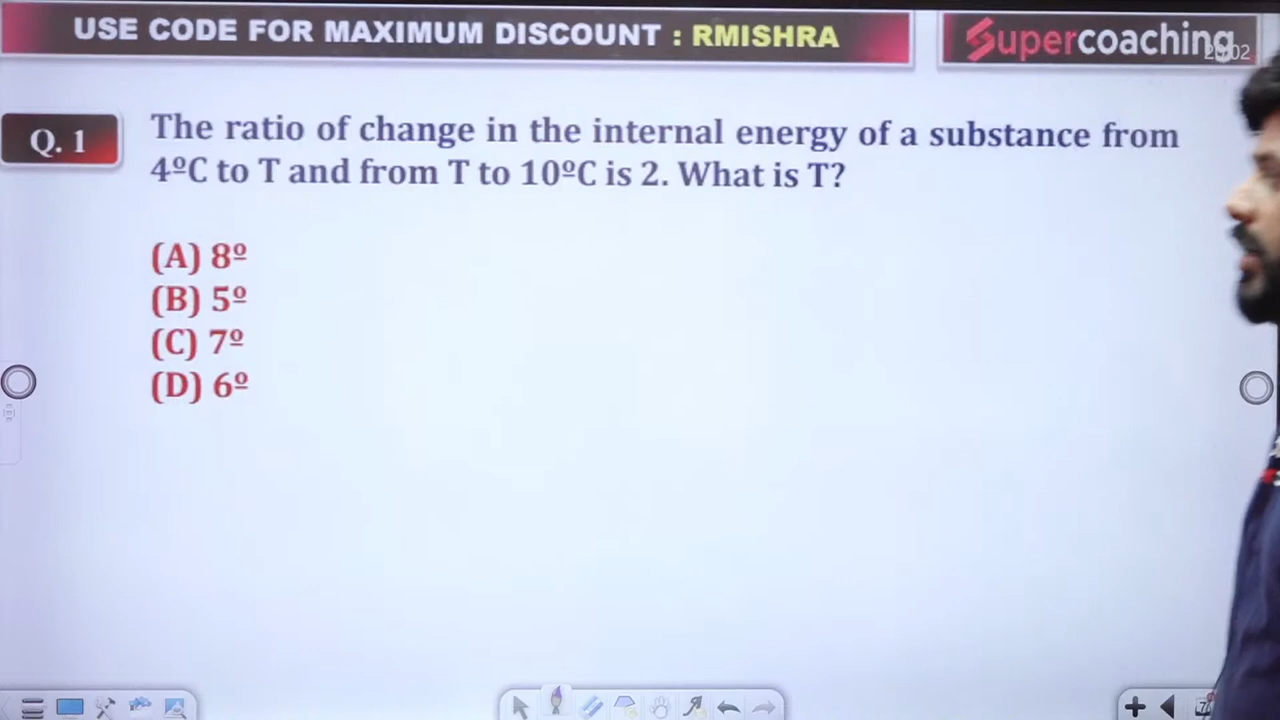 USE CODE FOR MAXIMUM DISCOUNT : RMISHRA
Supercoaching
Q. 1
The ratio of change in the internal energy of a substance from
4ºC to T and from T to 10ºC is 2. What is T?
(A) 8º
(B) 5º
(C) 7º
(D) 6º